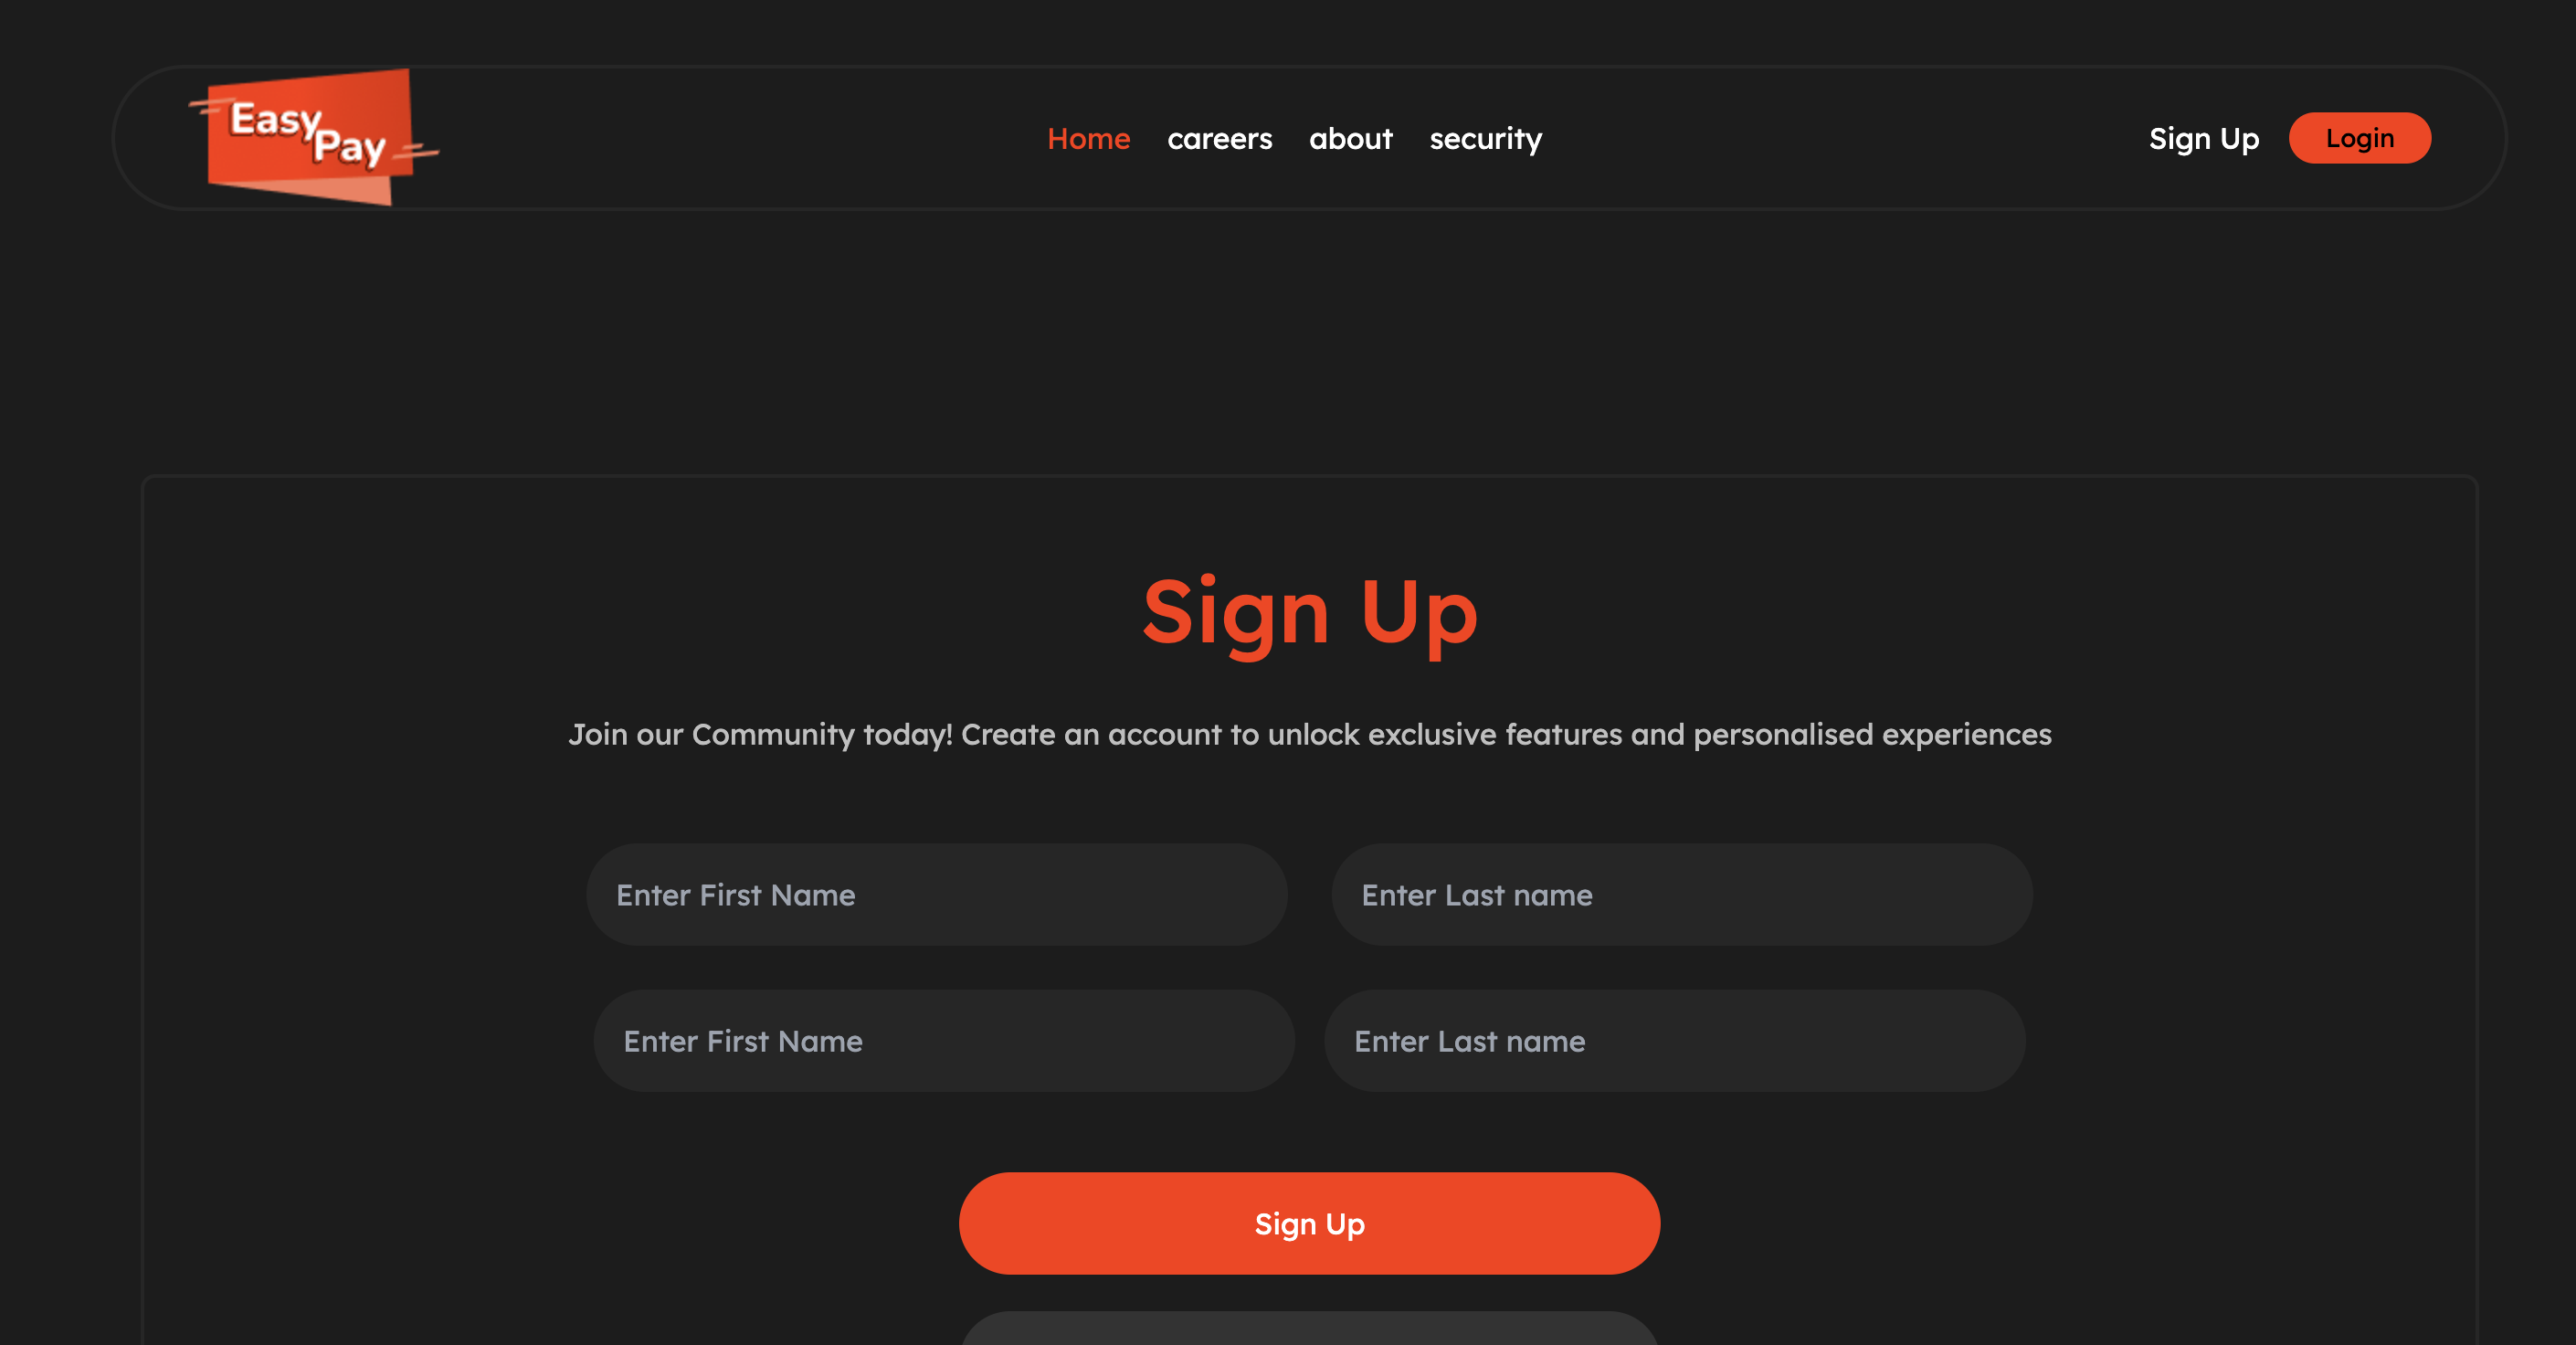 Easy
Pay
Home careers about security
Sign Up Login
Sign Up
Join our Community today! Create an account to unlock exclusive features and personalised experiences
Enter First Name Enter Last name
Enter First Name Enter Last name
Sign Up